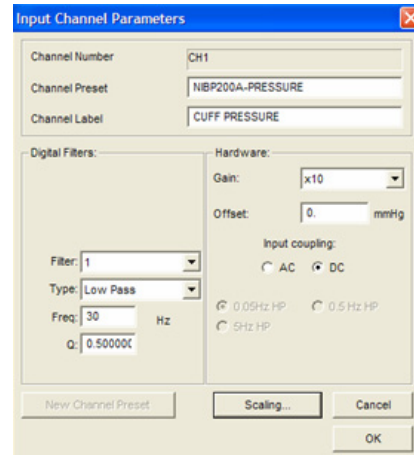 Input Channel Parameters
Channel Number CH1
Channel Preset NIBP200A-PRESSURE
Channel Label CUFF PRESSURE
Digital Filters:
Filter: 1
Type: Low Pass
Freq: 30 Hz
Q: 0.500000
Hardware:
Gain: x10
Offset: 0. mmHg
Input coupling:
AC DC
0.05Hz HP 0.5 Hz HP
5Hz HP
New Channel Preset Scaling... Cancel
OK